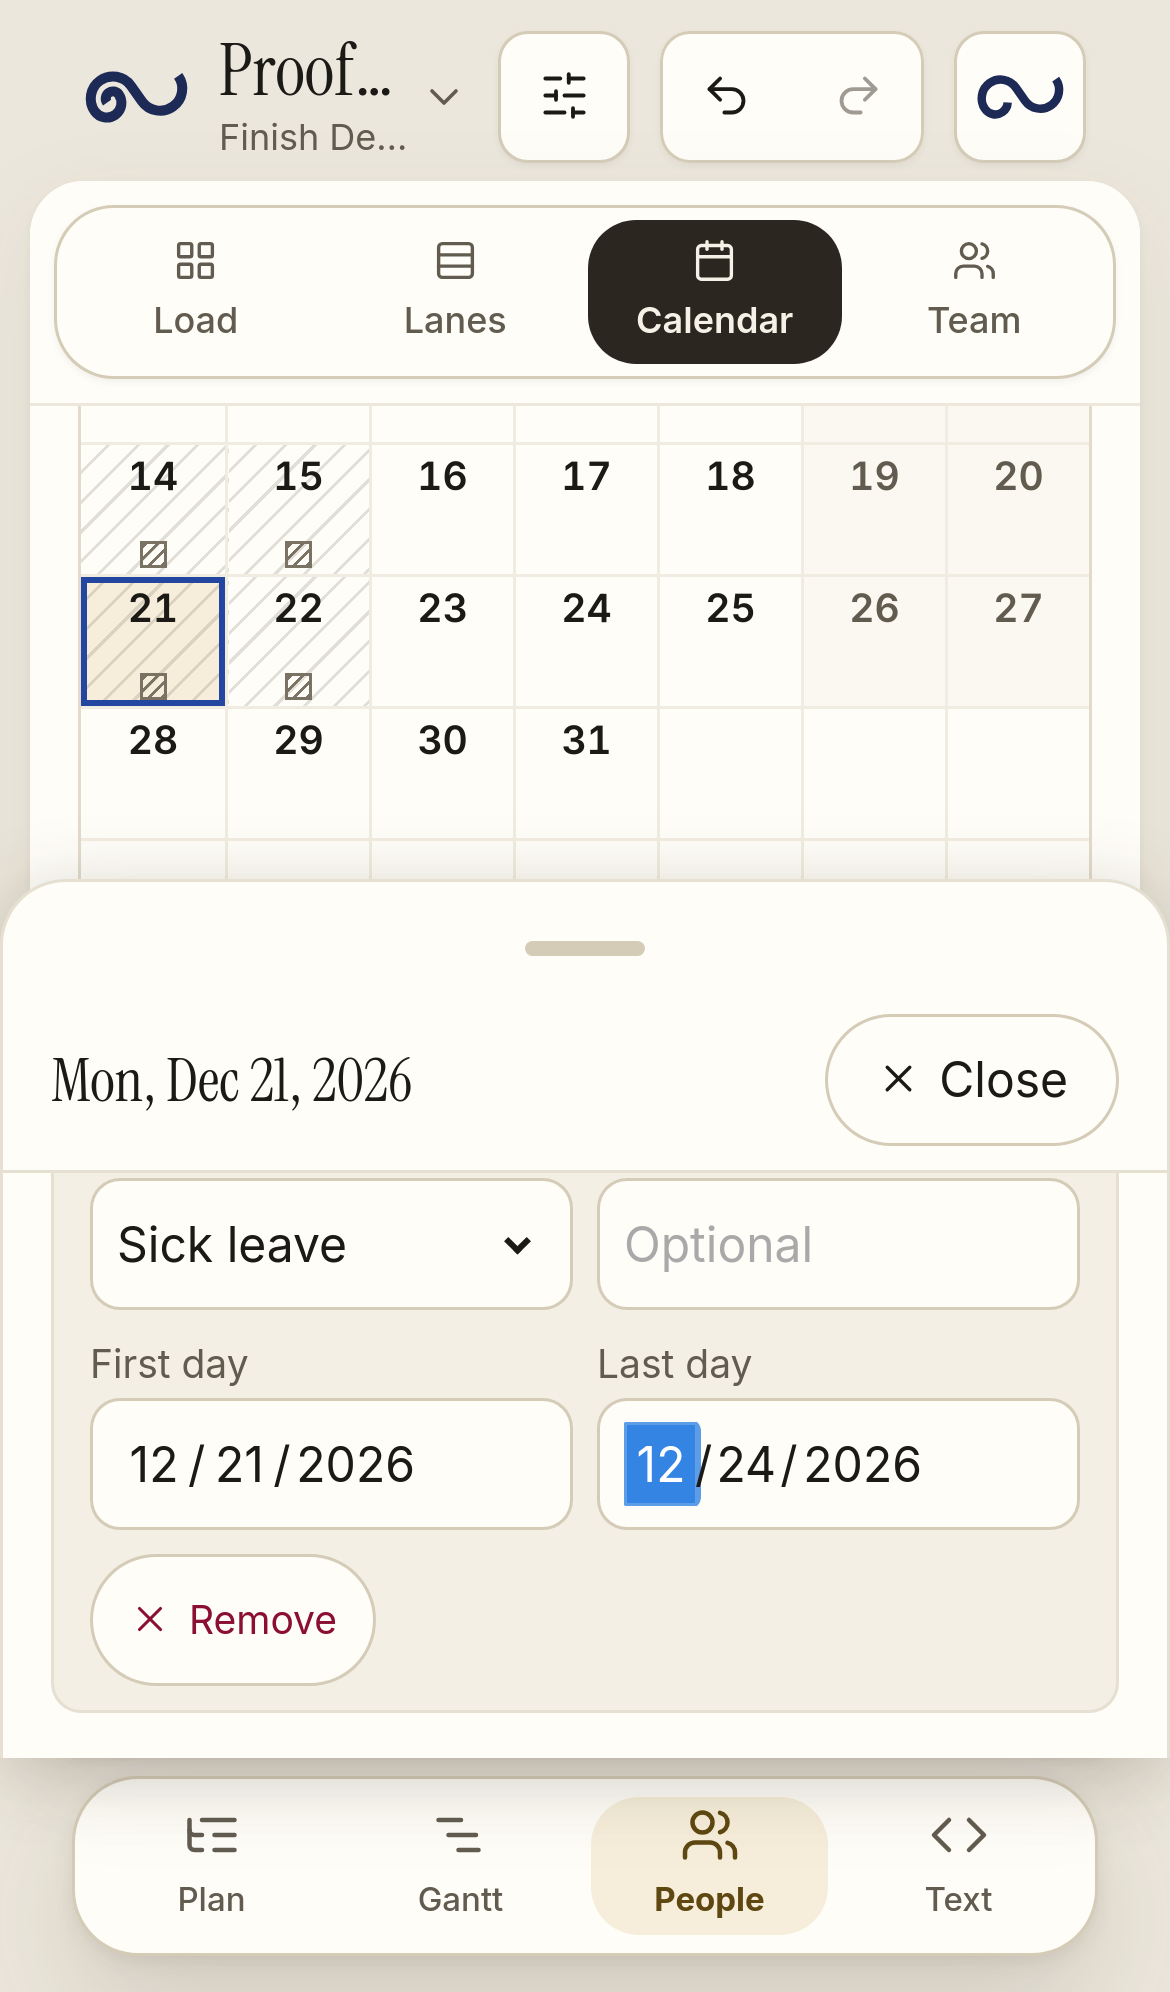 Proof...
Finish De...
Load Lanes Calendar Team
14 15 16 17 18 19 20
21 22 23 24 25 26 27
28 29 30 31
Mon, Dec 21, 2026
Close
Sick leave Optional
First day Last day
12/21/2026 12/24/2026
Remove
Plan Gantt People Text